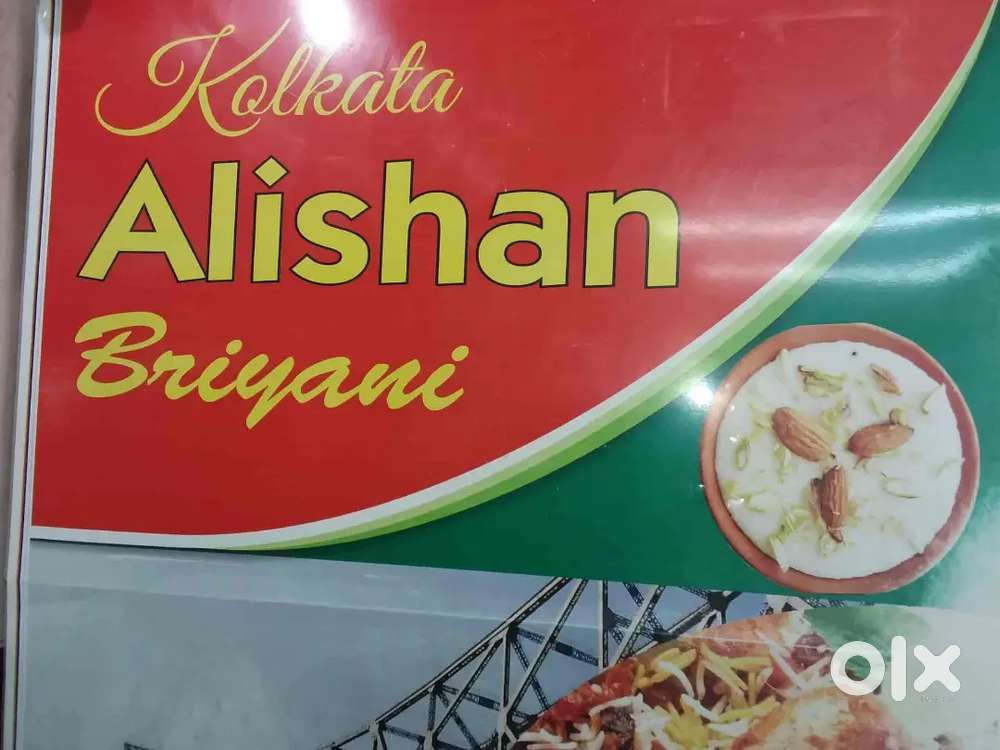 Kolkata
Alishan
Briyani
olx